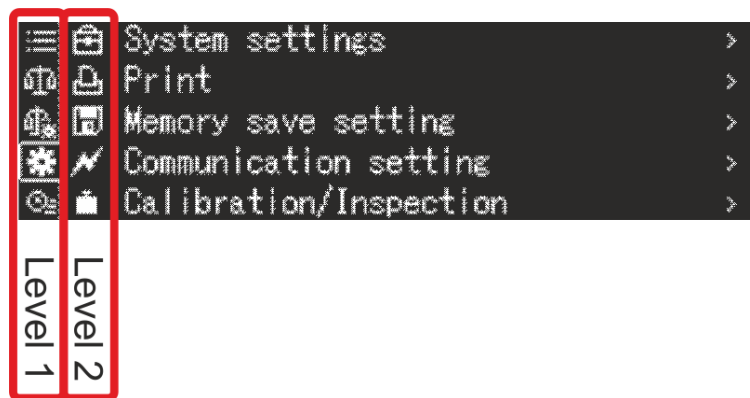 System settings >
Print >
Memory save setting >
Communication setting >
Calibration/Inspection >
Level 1
Level 2